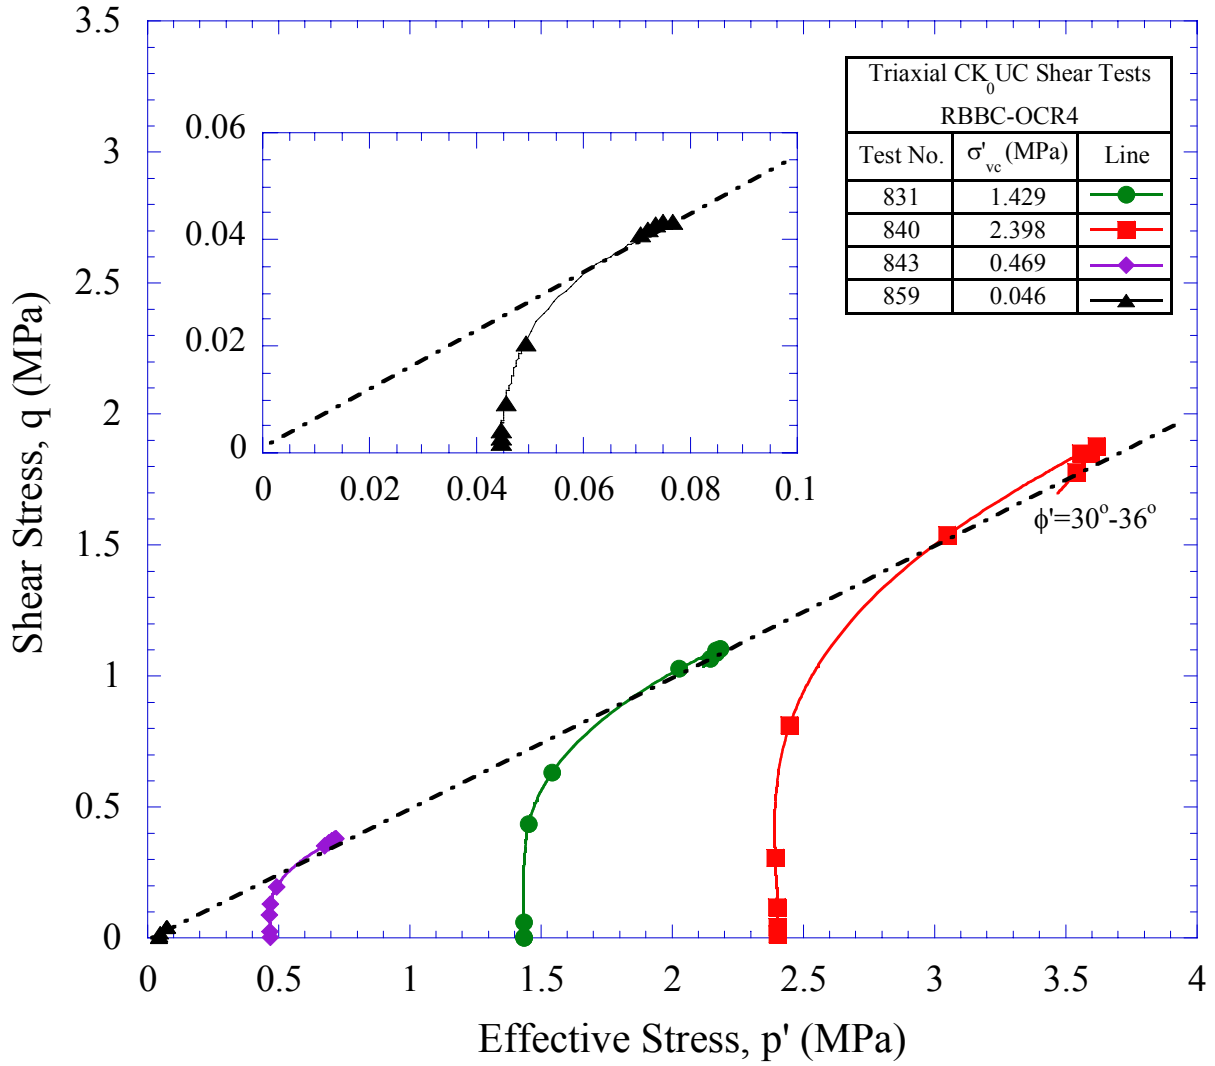 3.5
3
2.5
2
1.5
1
0.5
0
Shear Stress, q (MPa)
0 0.5 1 1.5 2 2.5 3 3.5 4
Effective Stress, p' (MPa)
0.06
0.04
0.02
0
0 0.02 0.04 0.06 0.08 0.1
Triaxial CK₀UC Shear Tests
RBBC-OCR4
Test No. σ'vc (MPa) Line
831 1.429
840 2.398
843 0.469
859 0.046
ϕ'=30°-36°